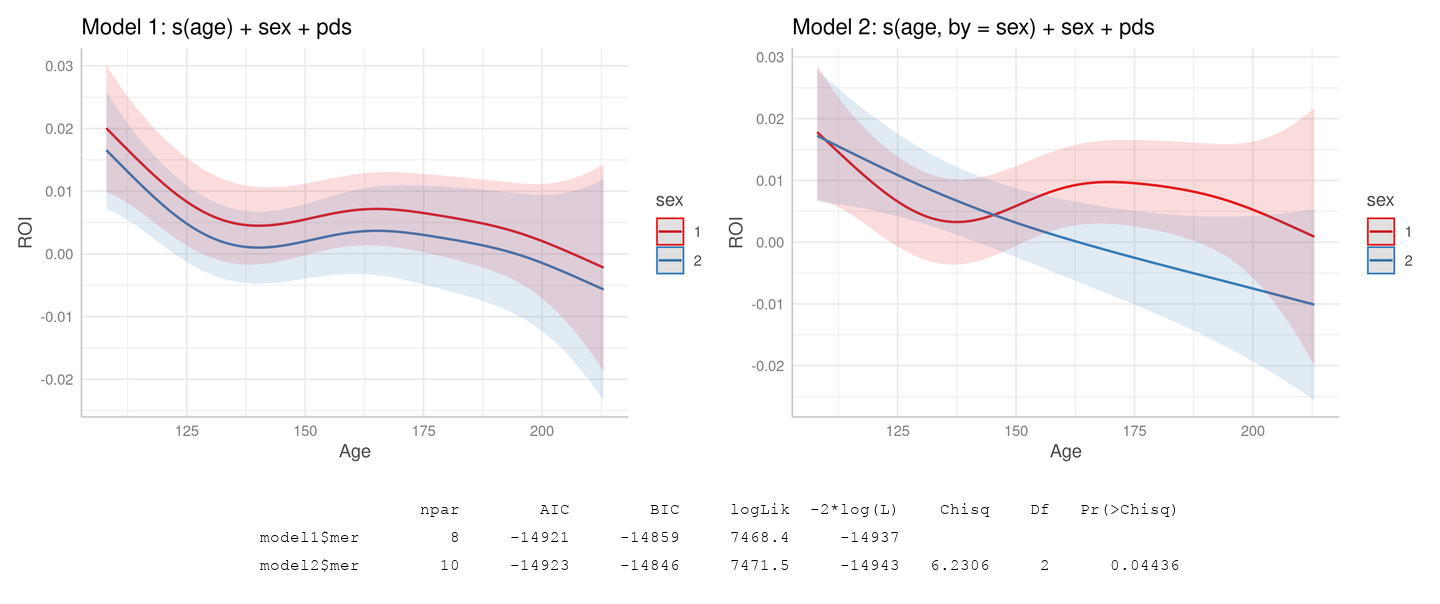 Model 1: s(age) + sex + pds
0.03
0.02
0.01
0.00
-0.01
-0.02
ROI
125 150 175 200
Age
sex
1
2
Model 2: s(age, by = sex) + sex + pds
0.03
0.02
0.01
0.00
-0.01
-0.02
ROI
125 150 175 200
Age
sex
1
2
npar AIC BIC logLik -2*log(L) Chisq Df Pr(>Chisq)
model1$mer 8 -14921 -14859 7468.4 -14937
model2$mer 10 -14923 -14846 7471.5 -14943 6.2306 2 0.04436